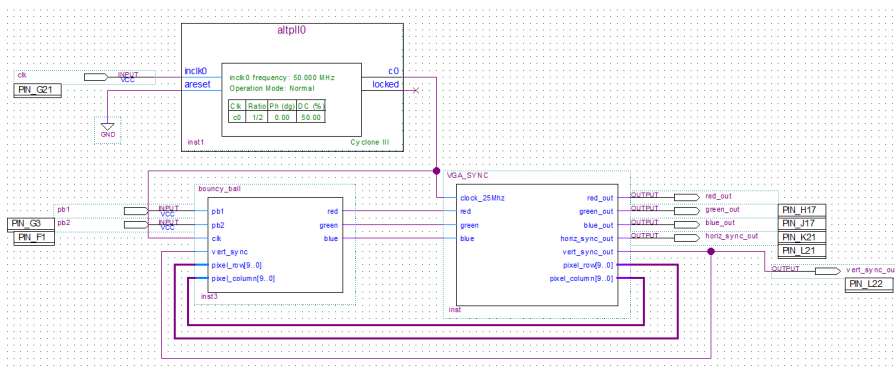 altpll0
clk
INPUT
VCC
PIN_G21
inclk0
areset
c0
locked
inclk0 frequency: 50.000 MHz
Operation Mode: Normal
Clk Ratio Ph (dg) DC (%)
c0 1/2 0.00 50.00
inst1
Cyclone III
GND
bouncy_ball
pb1
INPUT
VCC
pb2
INPUT
VCC
PIN_G3
PIN_F1
pb1
pb2
clk
vert_sync
pixel_row[9..0]
pixel_column[9..0]
red
green
blue
inst3
VGA_SYNC
clock_25Mhz
red
green
blue
red_out
green_out
blue_out
horiz_sync_out
vert_sync_out
pixel_row[9..0]
pixel_column[9..0]
inst
OUTPUT red_out
OUTPUT green_out
OUTPUT blue_out
OUTPUT horiz_sync_out
PIN_H17
PIN_J17
PIN_K21
PIN_L21
OUTPUT vert_sync_ou
PIN_L22